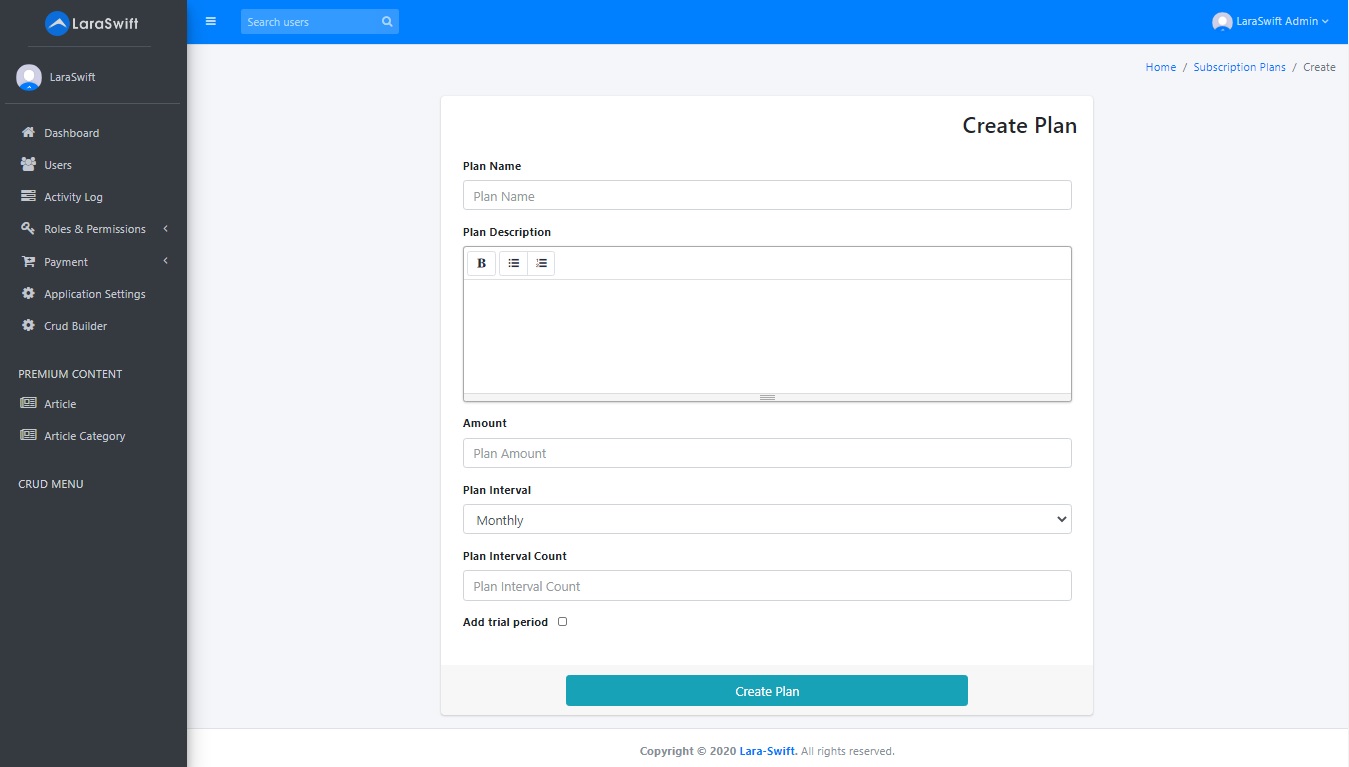 LaraSwift
Search users
LaraSwift Admin
LaraSwift
Home / Subscription Plans / Create
Dashboard
Users
Activity Log
Roles & Permissions
Payment
Application Settings
Crud Builder
PREMIUM CONTENT
Article
Article Category
CRUD MENU
Create Plan
Plan Name
Plan Name
Plan Description
B
Amount
Plan Amount
Plan Interval
Monthly
Plan Interval Count
Plan Interval Count
Add trial period
Create Plan
Copyright © 2020 Lara-Swift. All rights reserved.